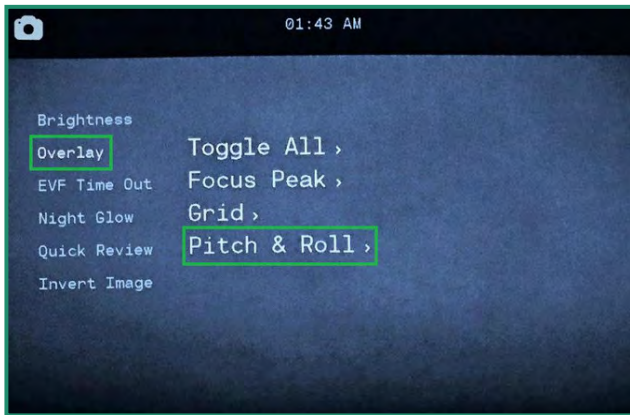 01:43 AM
Brightness
Overlay
EVF Time Out
Night Glow
Quick Review
Invert Image
Toggle All ›
Focus Peak ›
Grid ›
Pitch & Roll ›